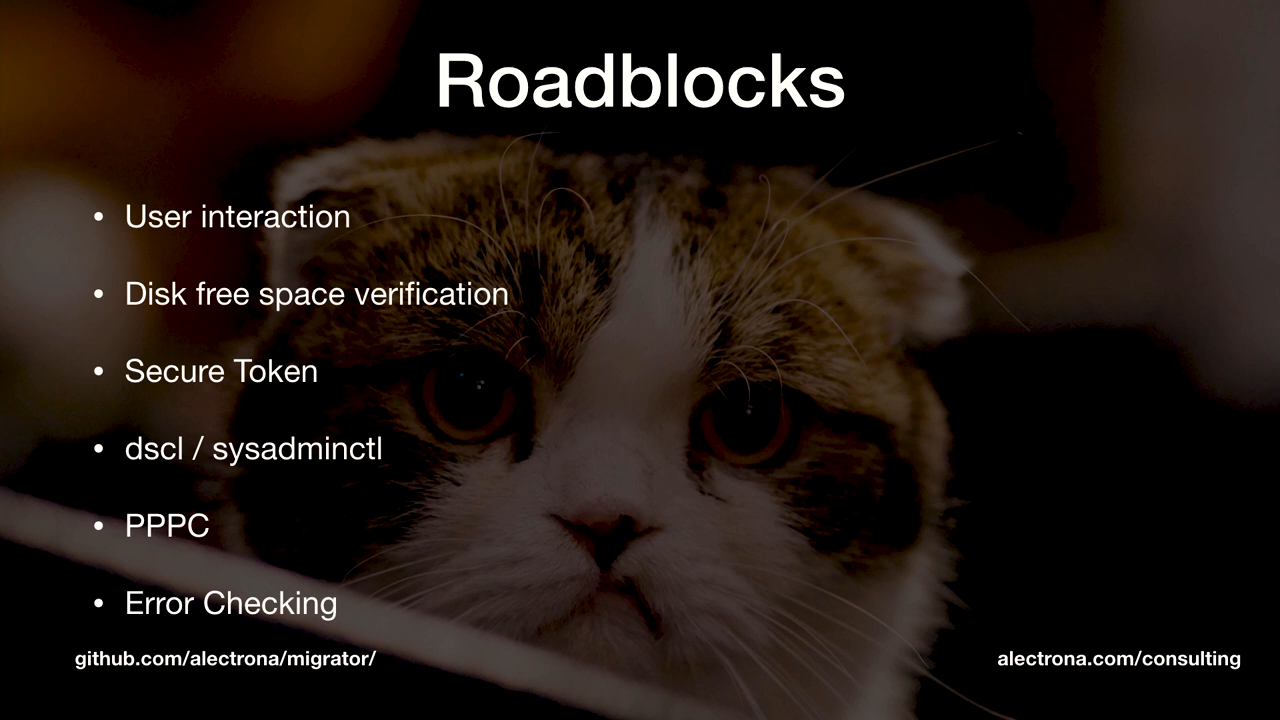 Roadblocks
• User interaction
• Disk free space verification
• Secure Token
• dscl / sysadminctl
• PPPC
• Error Checking
github.com/alectrona/migrator/
alectrona.com/consulting